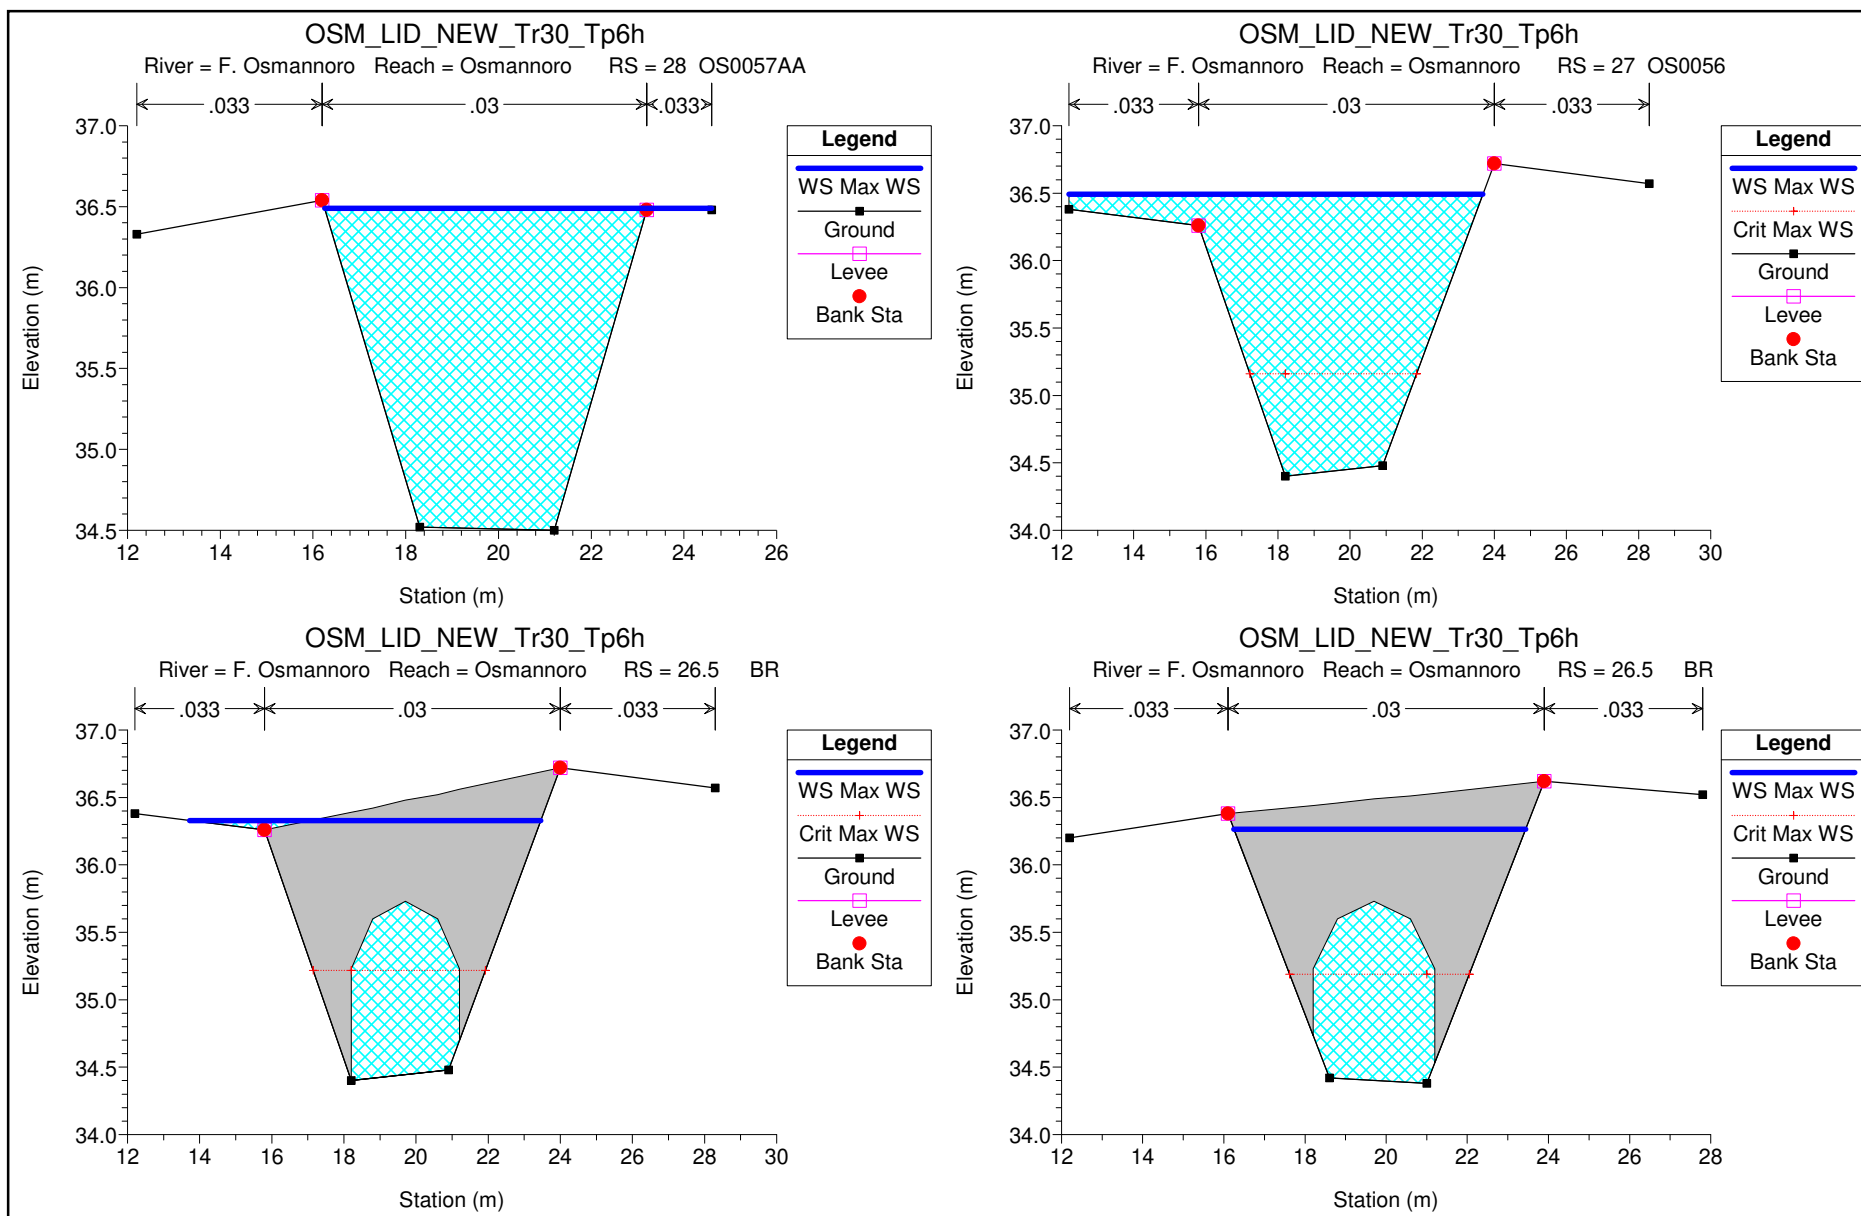 OSM_LID_NEW_Tr30_Tp6h
River = F. Osmannoro Reach = Osmannoro RS = 28 OS0057AA
.033 .03 .033
37.0
36.5
36.0
35.5
35.0
34.5
12 14 16 18 20 22 24 26
Elevation (m)
Station (m)
Legend
WS Max WS
Ground
Levee
Bank Sta
OSM_LID_NEW_Tr30_Tp6h
River = F. Osmannoro Reach = Osmannoro RS = 27 OS0056
.033 .03 .033
37.0
36.5
36.0
35.5
35.0
34.5
34.0
12 14 16 18 20 22 24 26 28 30
Elevation (m)
Station (m)
Legend
WS Max WS
Crit Max WS
Ground
Levee
Bank Sta
OSM_LID_NEW_Tr30_Tp6h
River = F. Osmannoro Reach = Osmannoro RS = 26.5 BR
.033 .03 .033
37.0
36.5
36.0
35.5
35.0
34.5
34.0
12 14 16 18 20 22 24 26 28 30
Elevation (m)
Station (m)
Legend
WS Max WS
Crit Max WS
Ground
Levee
Bank Sta
OSM_LID_NEW_Tr30_Tp6h
River = F. Osmannoro Reach = Osmannoro RS = 26.5 BR
.033 .03 .033
37.0
36.5
36.0
35.5
35.0
34.5
34.0
12 14 16 18 20 22 24 26 28
Elevation (m)
Station (m)
Legend
WS Max WS
Crit Max WS
Ground
Levee
Bank Sta